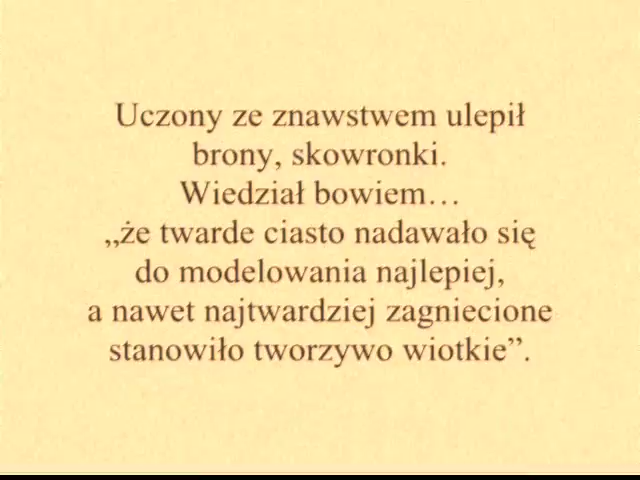 Uczony ze znawstwem ulepił
brony, skowronki.
Wiedział bowiem…
„że twarde ciasto nadawało się
do modelowania najlepiej,
a nawet najtwardziej zagniecione
stanowiło tworzywo wiotkie”.